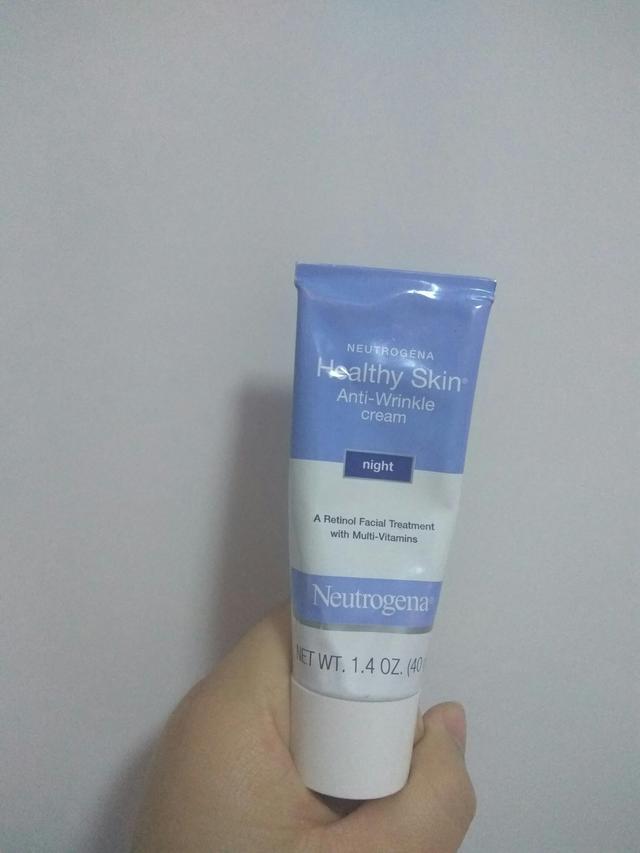 NEUTROGENA
Healthy Skin®
Anti-Wrinkle
cream
night
A Retinol Facial Treatment
with Multi-Vitamins
Neutrogena®
NET WT. 1.4 OZ. (40